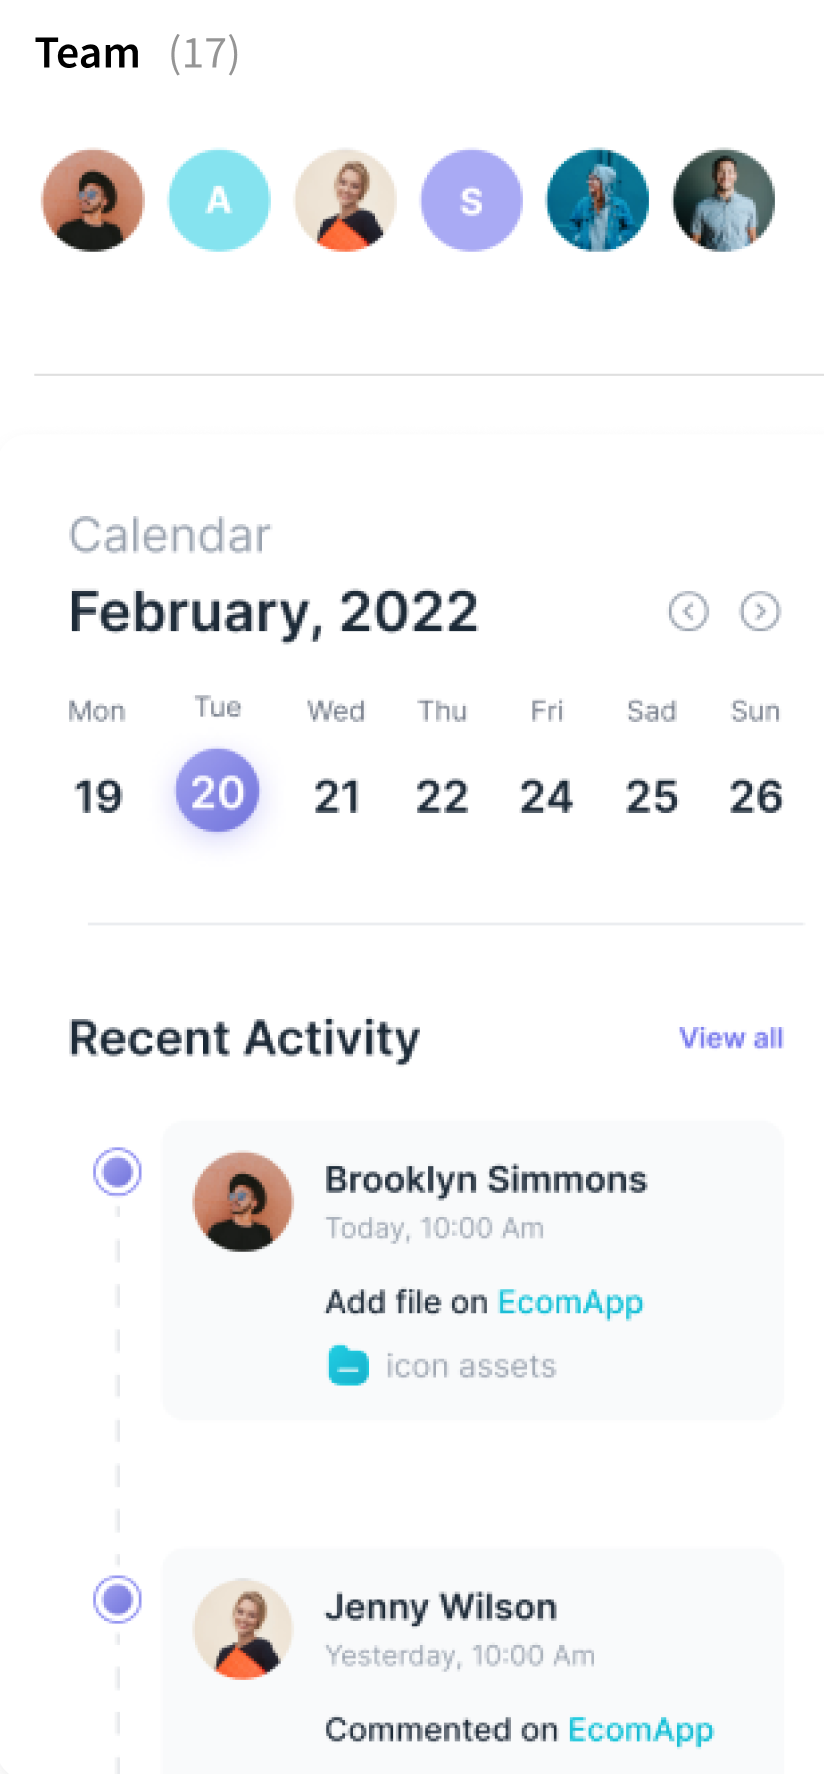 Team (17)
A S
Calendar
February, 2022
Mon Tue Wed Thu Fri Sad Sun
19 20 21 22 24 25 26
Recent Activity View all
Brooklyn Simmons
Today, 10:00 Am
Add file on EcomApp
icon assets
Jenny Wilson
Yesterday, 10:00 Am
Commented on EcomApp